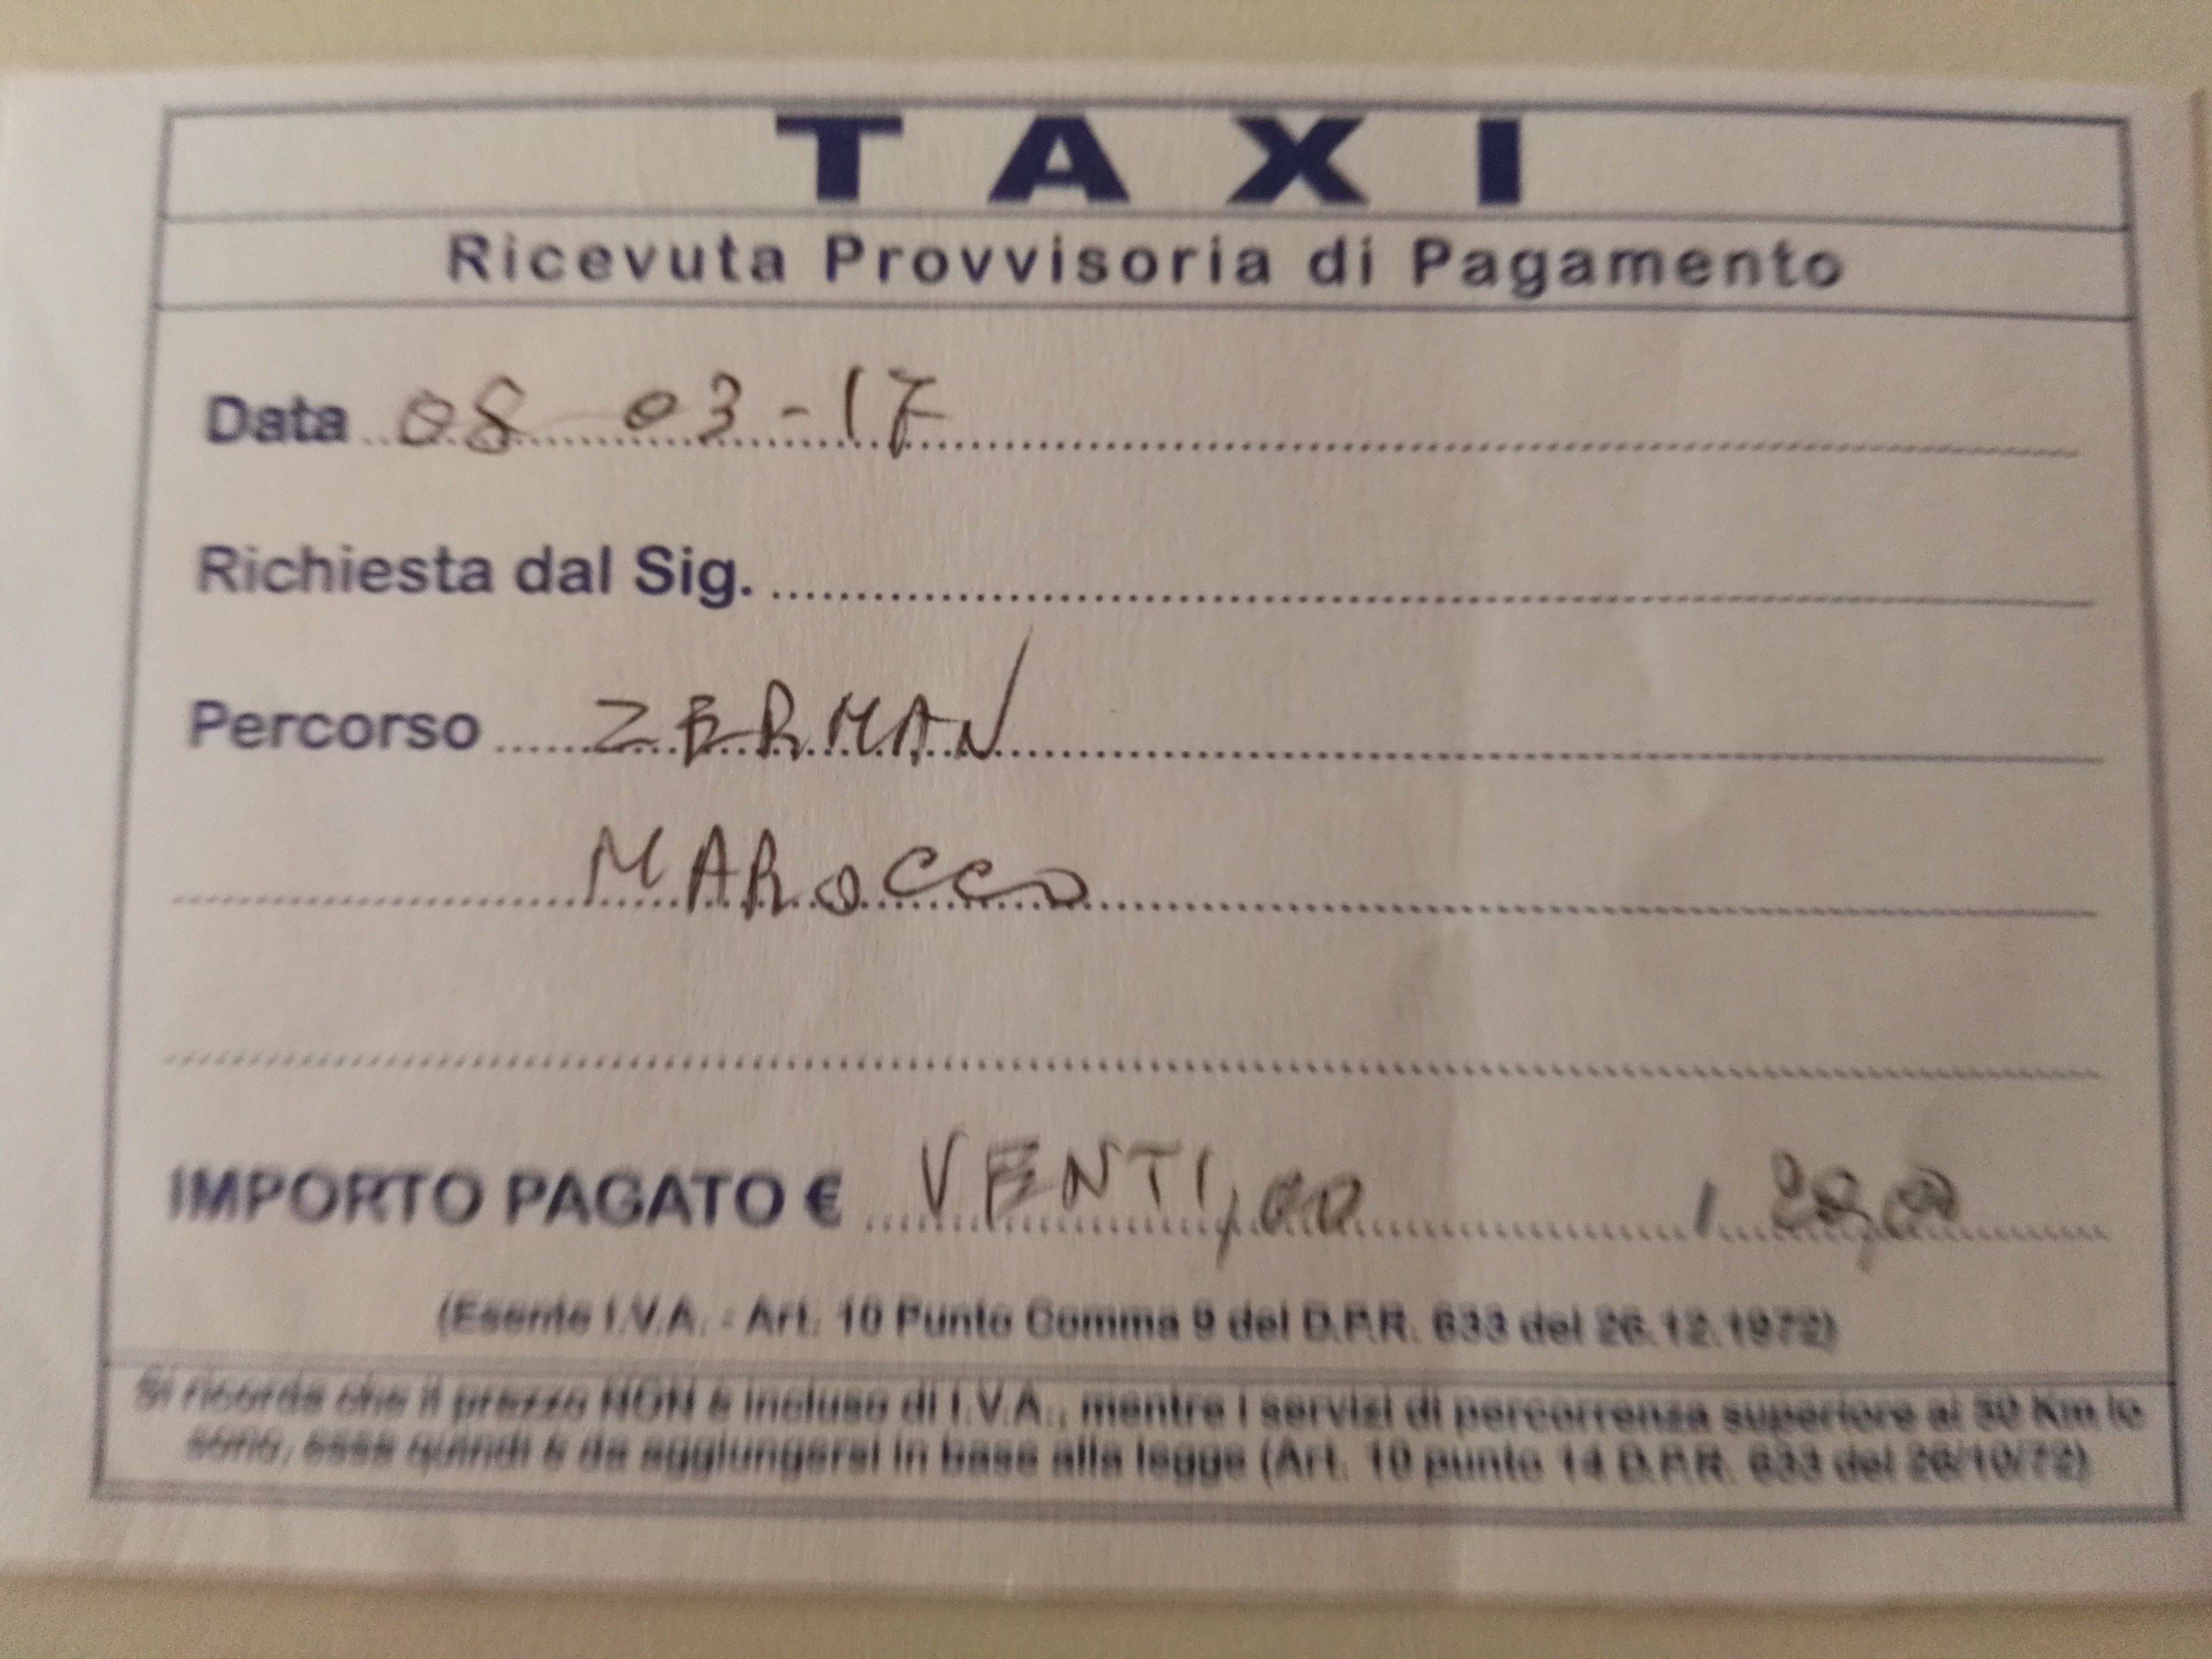 TAXI
Ricevuta Provvisoria di Pagamento
Data 08-03-17
Richiesta dal Sig.
Percorso ZERMAN
MAROCCO
IMPORTO PAGATO € VENTI,00 20,00
(Esente I.V.A. - Art. 10 Punto Comma 9 del D.P.R. 633 del 26.12.1972)
Si ricorda che il prezzo NON è incluso di I.V.A., mentre i servizi di percorrenza superiore ai 50 Km lo
sono, essa quindi è da aggiungersi in base alla legge (Art. 10 punto 14 D.P.R. 633 del 26/10/72)